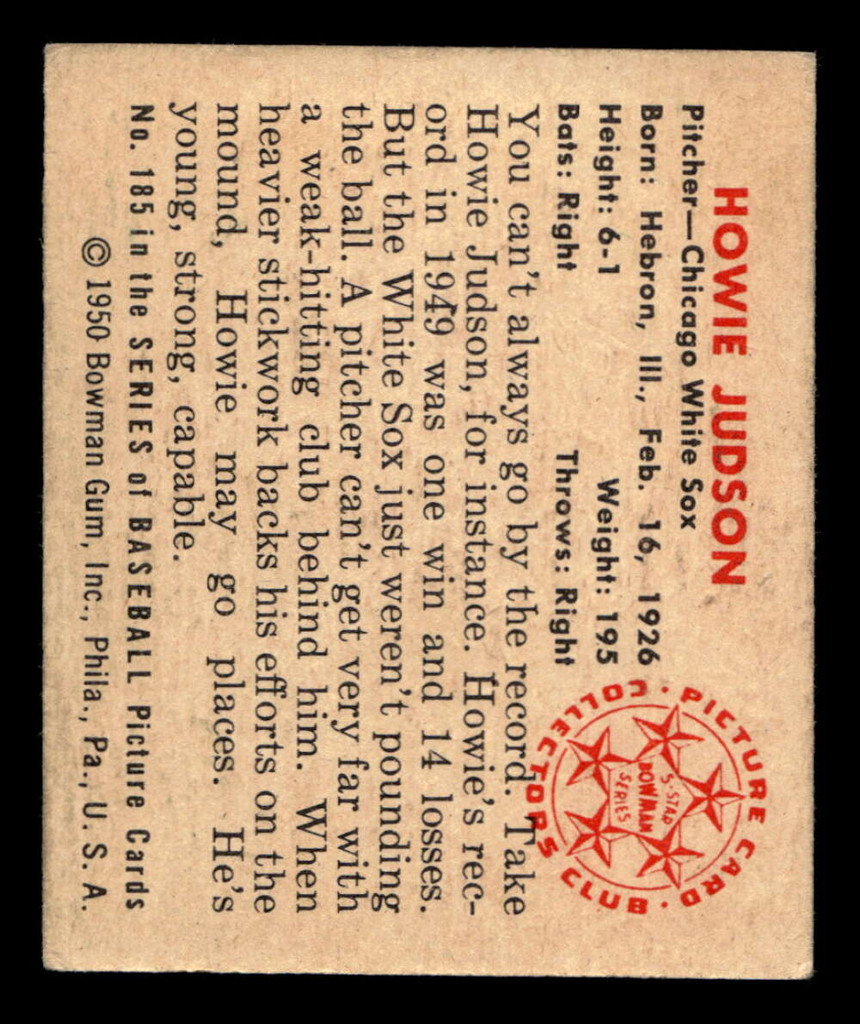 HOWIE JUDSON
Pitcher—Chicago White Sox
Born: Hebron, Ill., Feb. 16, 1926
Height: 6-1 Weight: 195
Bats: Right Throws: Right
PICTURE CARD COLLECTORS CLUB
5-STAR
BOWMAN
SERIES
You can't always go by the record. Take
Howie Judson, for instance. Howie's rec-
ord in 1949 was one win and 14 losses.
But the White Sox just weren't pounding
the ball. A pitcher can't get very far with
a weak-hitting club behind him. When
heavier stickwork backs his efforts on the
mound, Howie may go places. He's
young, strong, capable.
No. 185 in the SERIES of BASEBALL Picture Cards
© 1950 Bowman Gum, Inc., Phila., Pa., U. S. A.